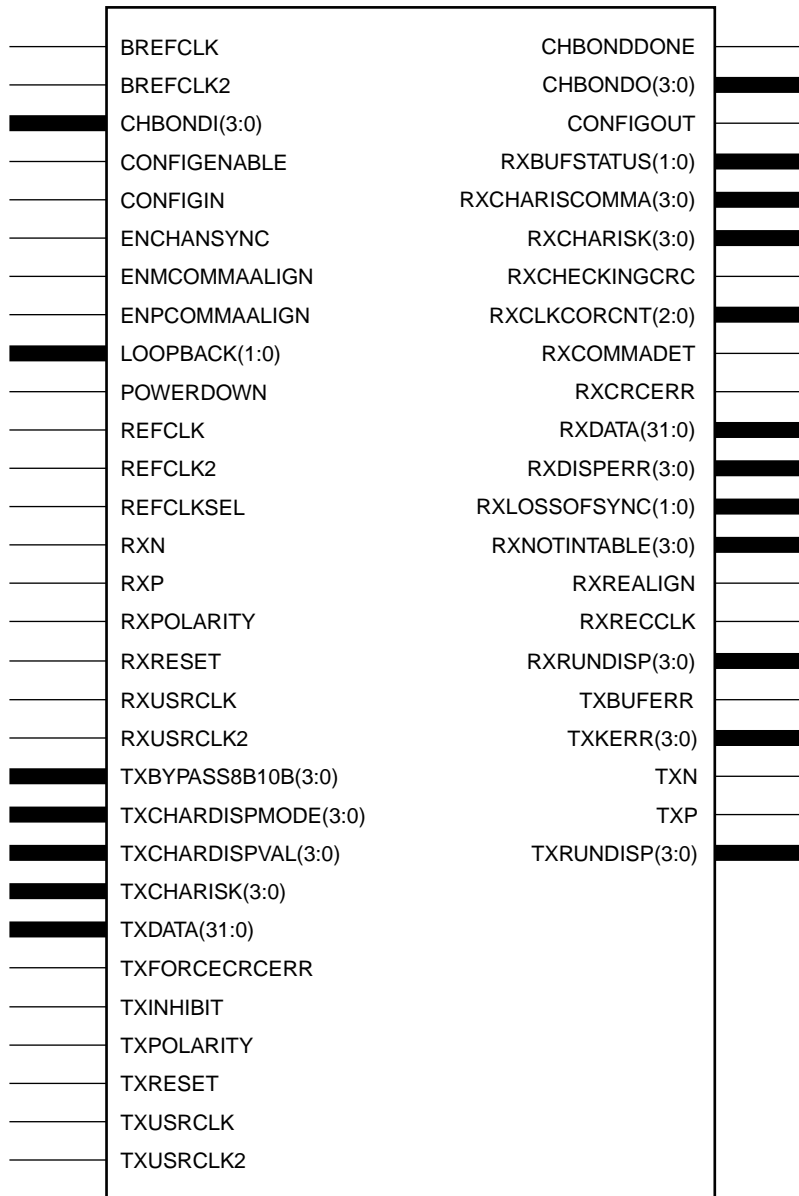 BREFCLK
BREFCLK2
CHBONDI(3:0)
CONFIGENABLE
CONFIGIN
ENCHANSYNC
ENMCOMMAALIGN
ENPCOMMAALIGN
LOOPBACK(1:0)
POWERDOWN
REFCLK
REFCLK2
REFCLKSEL
RXN
RXP
RXPOLARITY
RXRESET
RXUSRCLK
RXUSRCLK2
TXBYPASS8B10B(3:0)
TXCHARDISPMODE(3:0)
TXCHARDISPVAL(3:0)
TXCHARISK(3:0)
TXDATA(31:0)
TXFORCECRCERR
TXINHIBIT
TXPOLARITY
TXRESET
TXUSRCLK
TXUSRCLK2
CHBONDDONE
CHBONDO(3:0)
CONFIGOUT
RXBUFSTATUS(1:0)
RXCHARISCOMMA(3:0)
RXCHARISK(3:0)
RXCHECKINGCRC
RXCLKCORCNT(2:0)
RXCOMMADET
RXCRCERR
RXDATA(31:0)
RXDISPERR(3:0)
RXLOSSOFSYNC(1:0)
RXNOTINTABLE(3:0)
RXREALIGN
RXRECCLK
RXRUNDISP(3:0)
TXBUFERR
TXKERR(3:0)
TXN
TXP
TXRUNDISP(3:0)